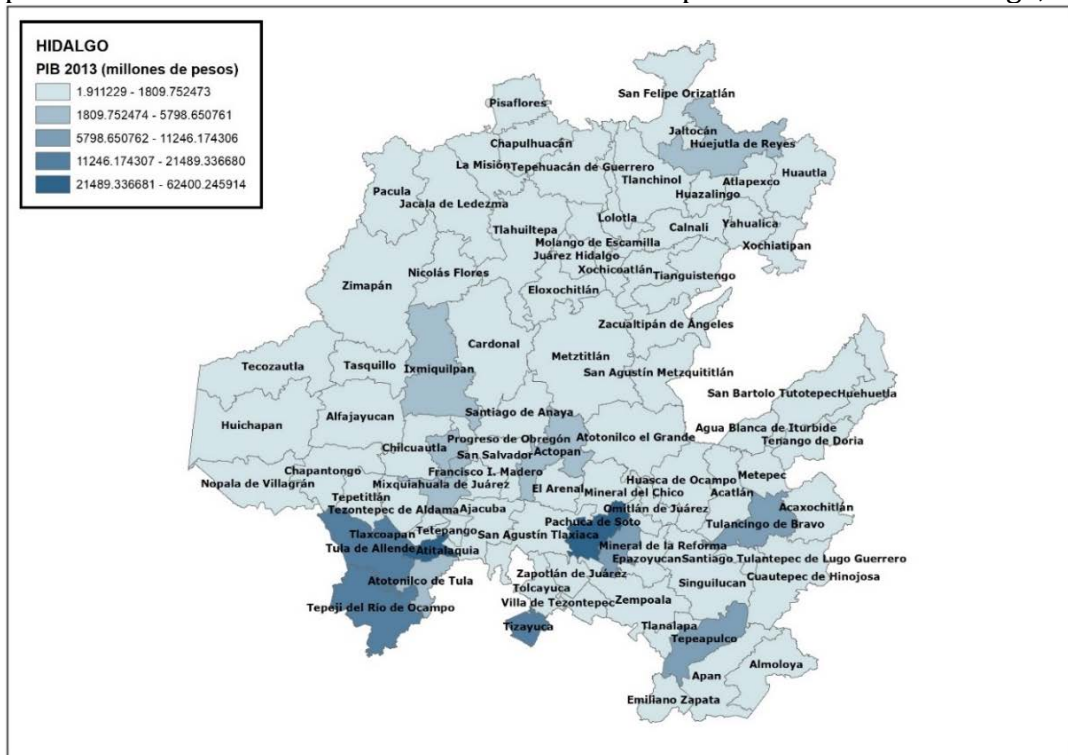 HIDALGO
PIB 2013 (millones de pesos)
1.911229 - 1809.752473
1809.752474 - 5798.650761
5798.650762 - 11246.174306
11246.174307 - 21489.336680
21489.336681 - 62400.245914
San Felipe Orizatlán
Pisaflores
Jaltocán
Chapulhuacán
Huejutla de Reyes
La Misión
Tepehuacán de Guerrero
Tlanchinol
Atlapexco
Huautla
Pacula
Huazalingo
Jacala de Ledezma
Lolotla
Tlahuiltepa
Calnali
Yahualica
Molango de Escamilla
Xochiatipan
Juárez Hidalgo
Nicolás Flores
Xochicoatlán
Tianguistengo
Zimapán
Eloxochitlán
Zacualtipán de Ángeles
Cardonal
Metztitlán
Tecozautla
Tasquillo
Ixmiquilpan
San Agustín Metzquititlán
San Bartolo Tutotepec
Huehuetla
Alfajayucan
Santiago de Anaya
Huichapan
Agua Blanca de Iturbide
Progreso de Obregón
Atotonilco el Grande
Tenango de Doria
Chilcuautla
San Salvador
Actopan
Chapantongo
Francisco I. Madero
Metepec
Nopala de Villagrán
Mixquiahuala de Juárez
El Arenal
Huasca de Ocampo
Mineral del Chico
Acatlán
Tepetitlán
Tezontepec de Aldama
Ajacuba
Omitlán de Juárez
Acaxochitlán
Pachuca de Soto
Tulancingo de Bravo
Tlaxcoapan
Tetepango
San Agustín Tlaxiaca
Tula de Allende
Atitalaquia
Mineral de la Reforma
Epazoyucan
Santiago Tulantepec de Lugo Guerrero
Atotonilco de Tula
Zapotlán de Juárez
Singuilucan
Cuautepec de Hinojosa
Tolcayuca
Tepeji del Río de Ocampo
Villa de Tezontepec
Zempoala
Tizayuca
Tlanalapa
Tepeapulco
Almoloya
Apan
Emiliano Zapata